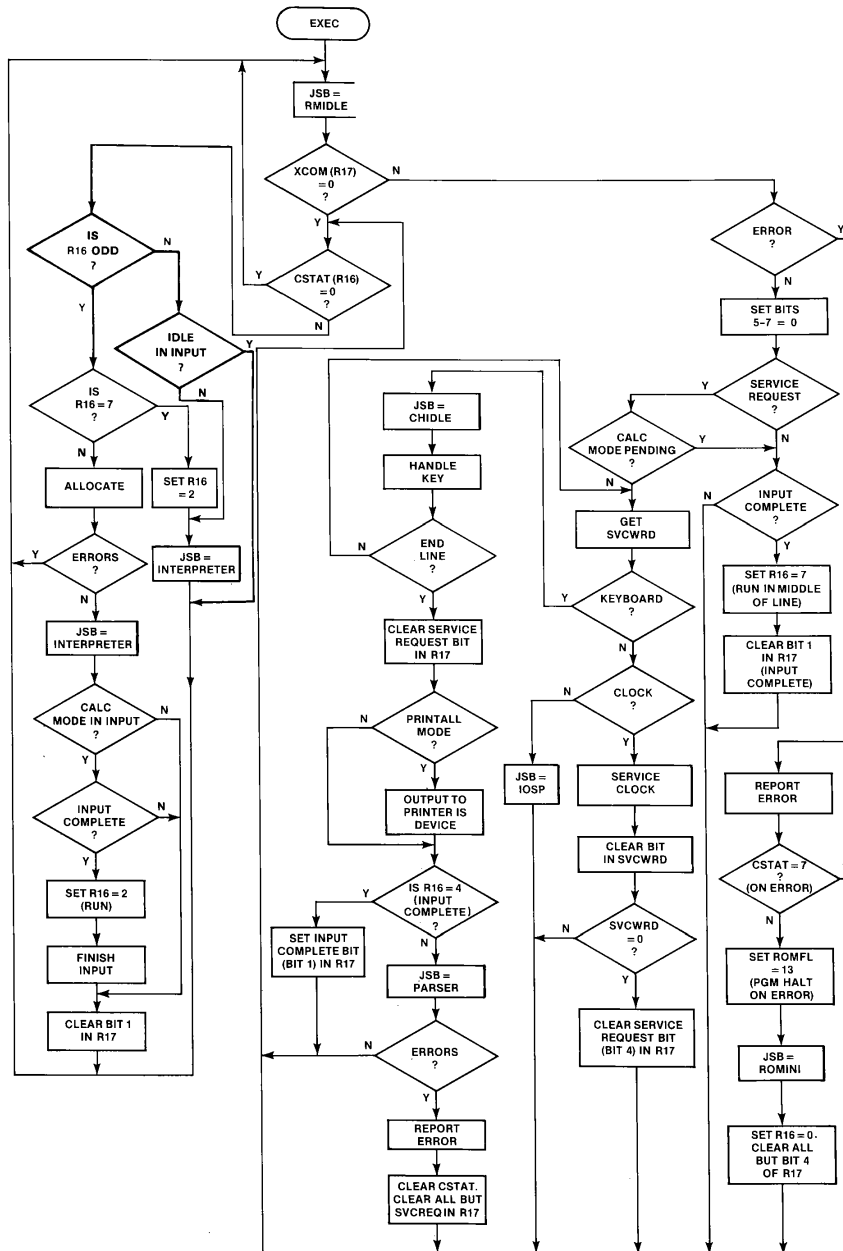 EXEC
JSB =
RMIDLE
XCOM (R17)
= 0
?
N
Y
CSTAT (R16)
= 0
?
Y
N
IS
R16 ODD
?
N
Y
IDLE
IN INPUT
?
Y
N
IS
R16 = 7
?
Y
N
ALLOCATE
SET R16
= 2
ERRORS
?
Y
N
JSB =
INTERPRETER
JSB =
INTERPRETER
CALC
MODE IN INPUT
?
N
Y
INPUT
COMPLETE
?
N
Y
SET R16 = 2
(RUN)
FINISH
INPUT
CLEAR BIT 1
IN R17
JSB =
CHIDLE
HANDLE
KEY
END
LINE
?
N
Y
CLEAR SERVICE
REQUEST BIT
IN R17
PRINTALL
MODE
?
N
Y
OUTPUT TO
PRINTER IS
DEVICE
IS R16 = 4
(INPUT
COMPLETE)
?
Y
N
SET INPUT
COMPLETE BIT
(BIT 1) IN R17
JSB =
PARSER
ERRORS
?
N
Y
REPORT
ERROR
CLEAR CSTAT.
CLEAR ALL BUT
SVCREQ IN R17
ERROR
?
Y
N
SET BITS
5–7 = 0
SERVICE
REQUEST
?
Y
N
CALC
MODE PENDING
?
Y
N
GET
SVCWRD
KEYBOARD
?
Y
N
CLOCK
?
N
Y
JSB =
IOSP
SERVICE
CLOCK
CLEAR BIT
IN SVCWRD
SVCWRD
= 0
?
N
Y
CLEAR SERVICE
REQUEST BIT
(BIT 4) IN R17
INPUT
COMPLETE
?
N
Y
SET R16 = 7
(RUN IN MIDDLE
OF LINE)
CLEAR BIT 1
IN R17
(INPUT
COMPLETE)
REPORT
ERROR
CSTAT = 7
?
(ON ERROR)
Y
N
SET ROMFL
= 13
(PGM HALT
ON ERROR)
JSB =
ROMINI
SET R16 = 0.
CLEAR ALL
BUT BIT 4
OF R17